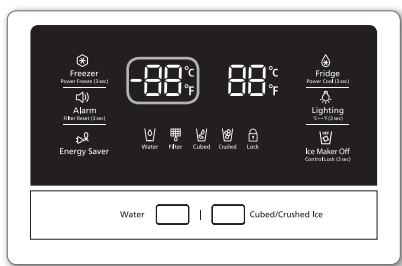 Freezer
Power Freeze (3 sec)
Alarm
Filter Reset (3 sec)
Energy Saver
-88 °C
°F
88 °C
°F
Water Filter Cubed Crushed Lock
Fridge
Power Cool (3 sec)
Lighting
°C↔°F (3 sec)
OFF
Ice Maker Off
Control Lock (3 sec)
Water | Cubed/Crushed Ice